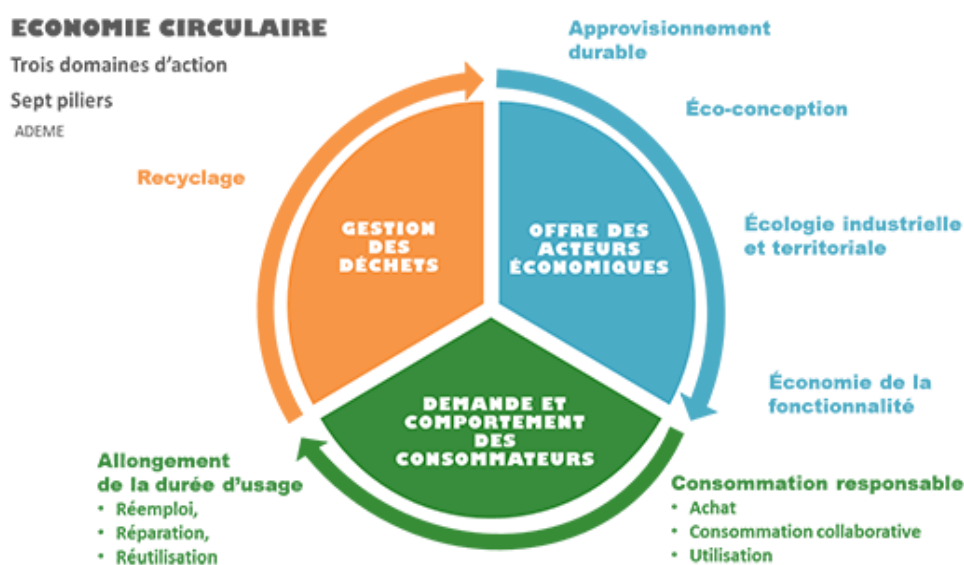 ECONOMIE CIRCULAIRE
Trois domaines d'action
Sept piliers
ADEME
Approvisionnement
durable
Éco-conception
Écologie industrielle
et territoriale
Économie de la
fonctionnalité
Recyclage
GESTION
DES
DÉCHETS
OFFRE DES
ACTEURS
ÉCONOMIQUES
DEMANDE ET
COMPORTEMENT
DES
CONSOMMATEURS
Allongement
de la durée d'usage
• Réemploi,
• Réparation,
• Réutilisation
Consommation responsable
• Achat
• Consommation collaborative
• Utilisation